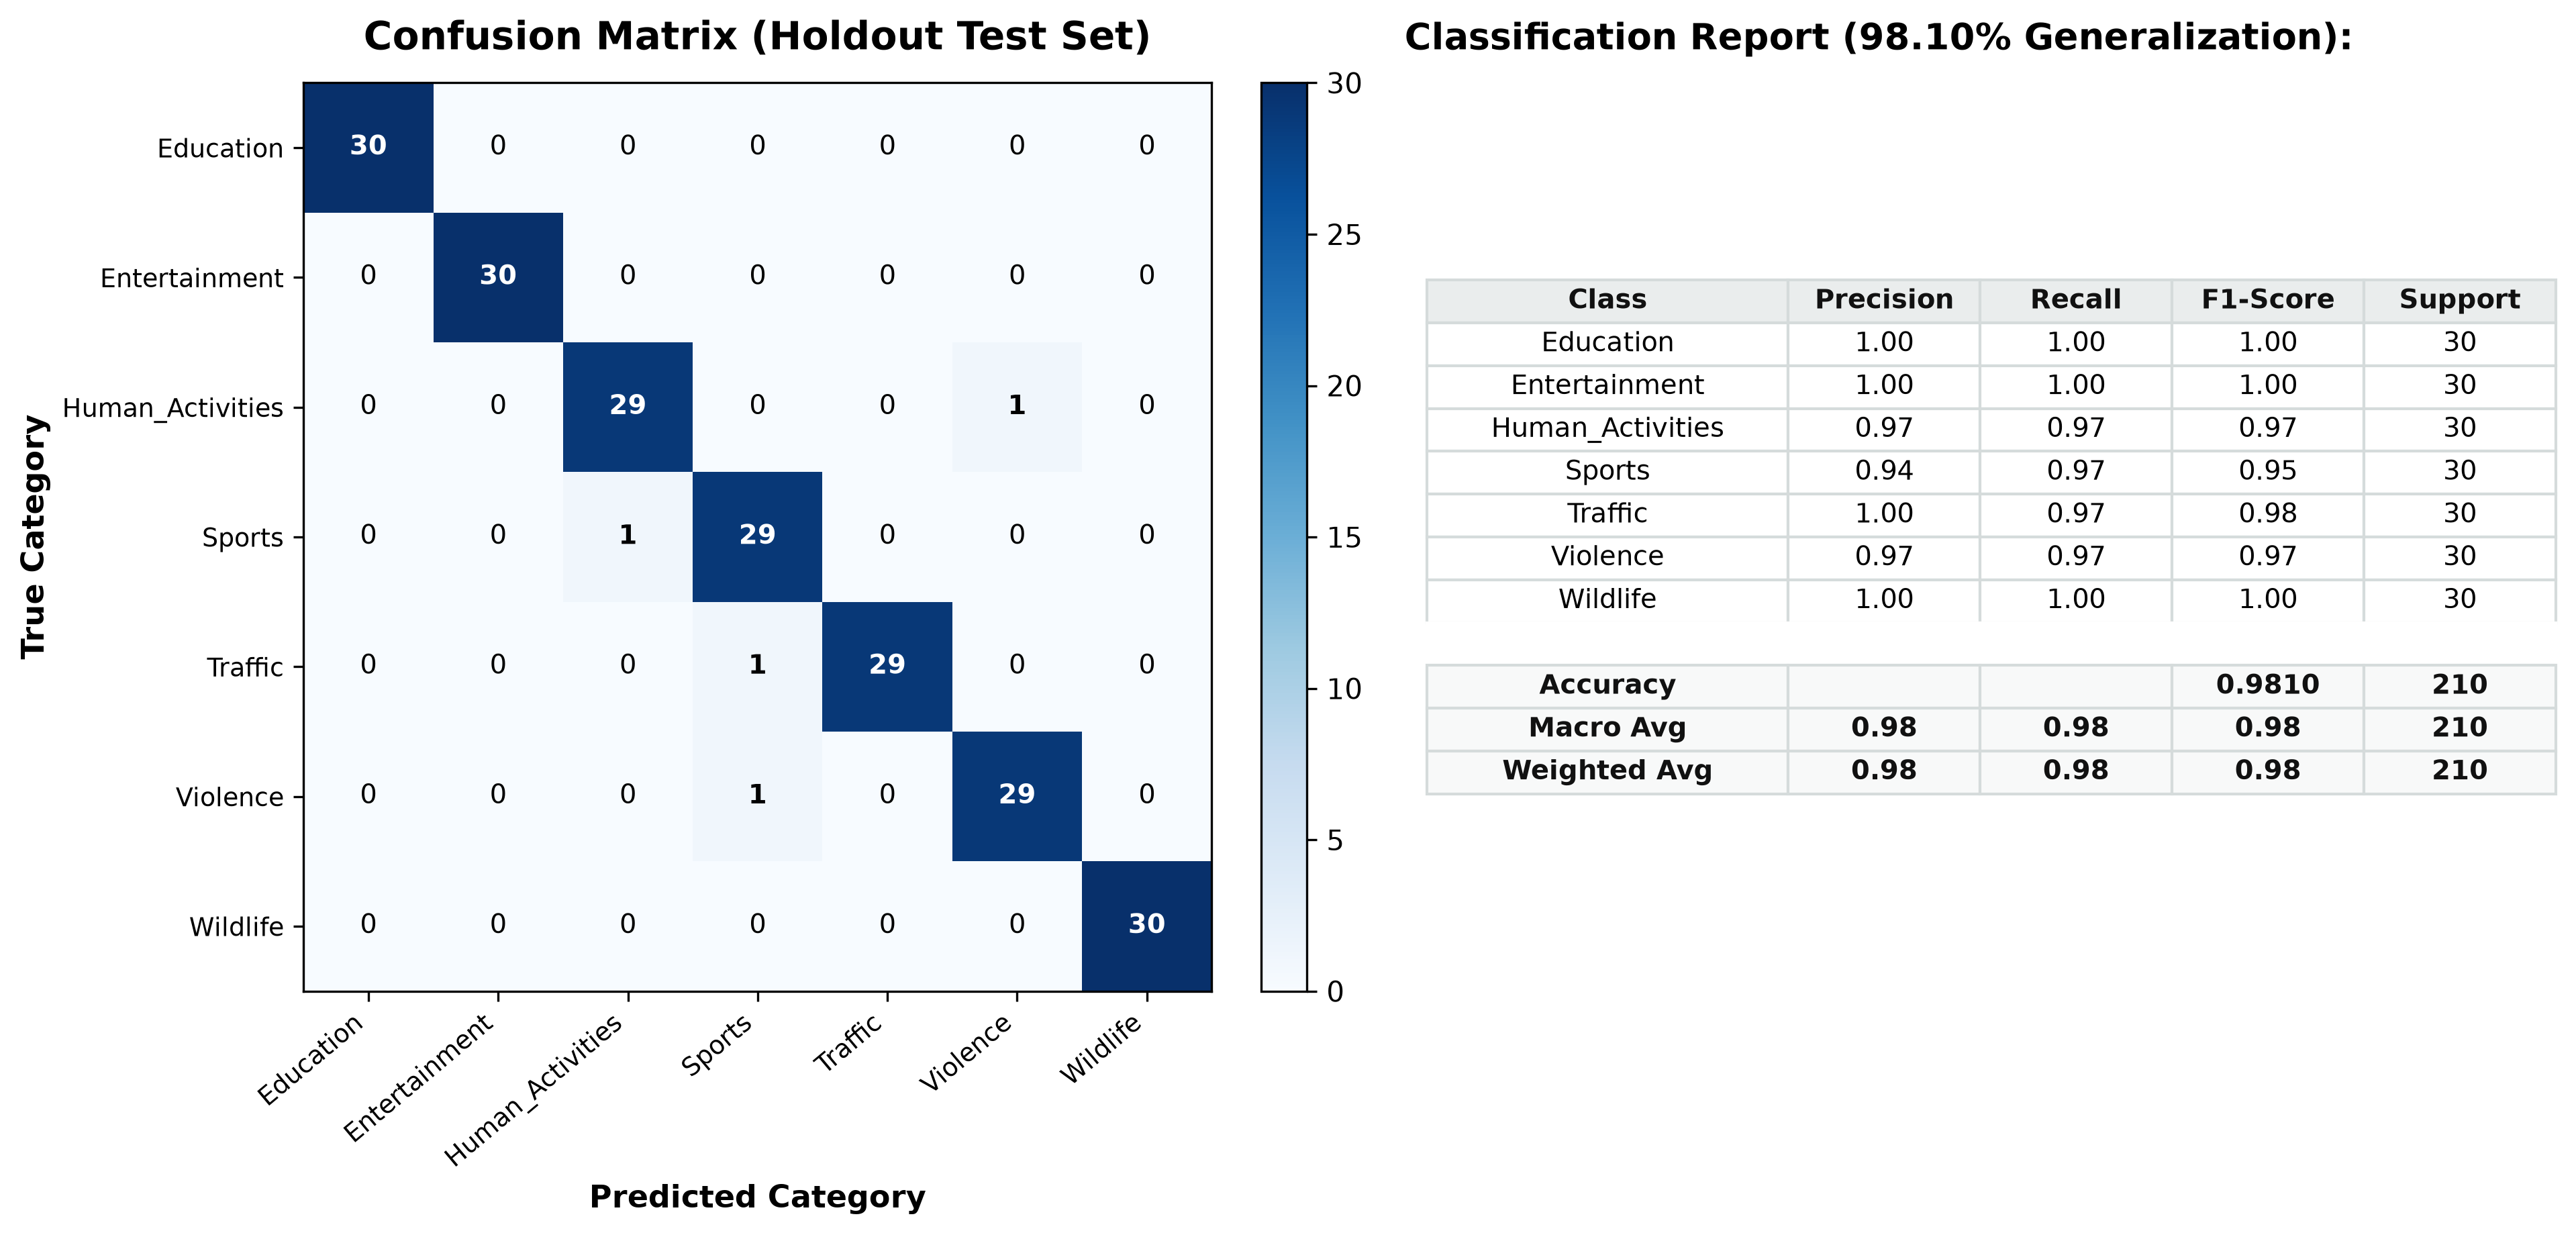 Confusion Matrix (Holdout Test Set)
Education 30 0 0 0 0 0 0
Entertainment 0 30 0 0 0 0 0
Human_Activities 0 0 29 0 0 1 0
Sports 0 0 1 29 0 0 0
Traffic 0 0 0 1 29 0 0
Violence 0 0 0 1 0 29 0
Wildlife 0 0 0 0 0 0 30
True Category
Education
Entertainment
Human_Activities
Sports
Traffic
Violence
Wildlife
Predicted Category
30
25
20
15
10
5
0
Classification Report (98.10% Generalization):
Class Precision Recall F1-Score Support
Education 1.00 1.00 1.00 30
Entertainment 1.00 1.00 1.00 30
Human_Activities 0.97 0.97 0.97 30
Sports 0.94 0.97 0.95 30
Traffic 1.00 0.97 0.98 30
Violence 0.97 0.97 0.97 30
Wildlife 1.00 1.00 1.00 30
Accuracy 0.9810 210
Macro Avg 0.98 0.98 0.98 210
Weighted Avg 0.98 0.98 0.98 210